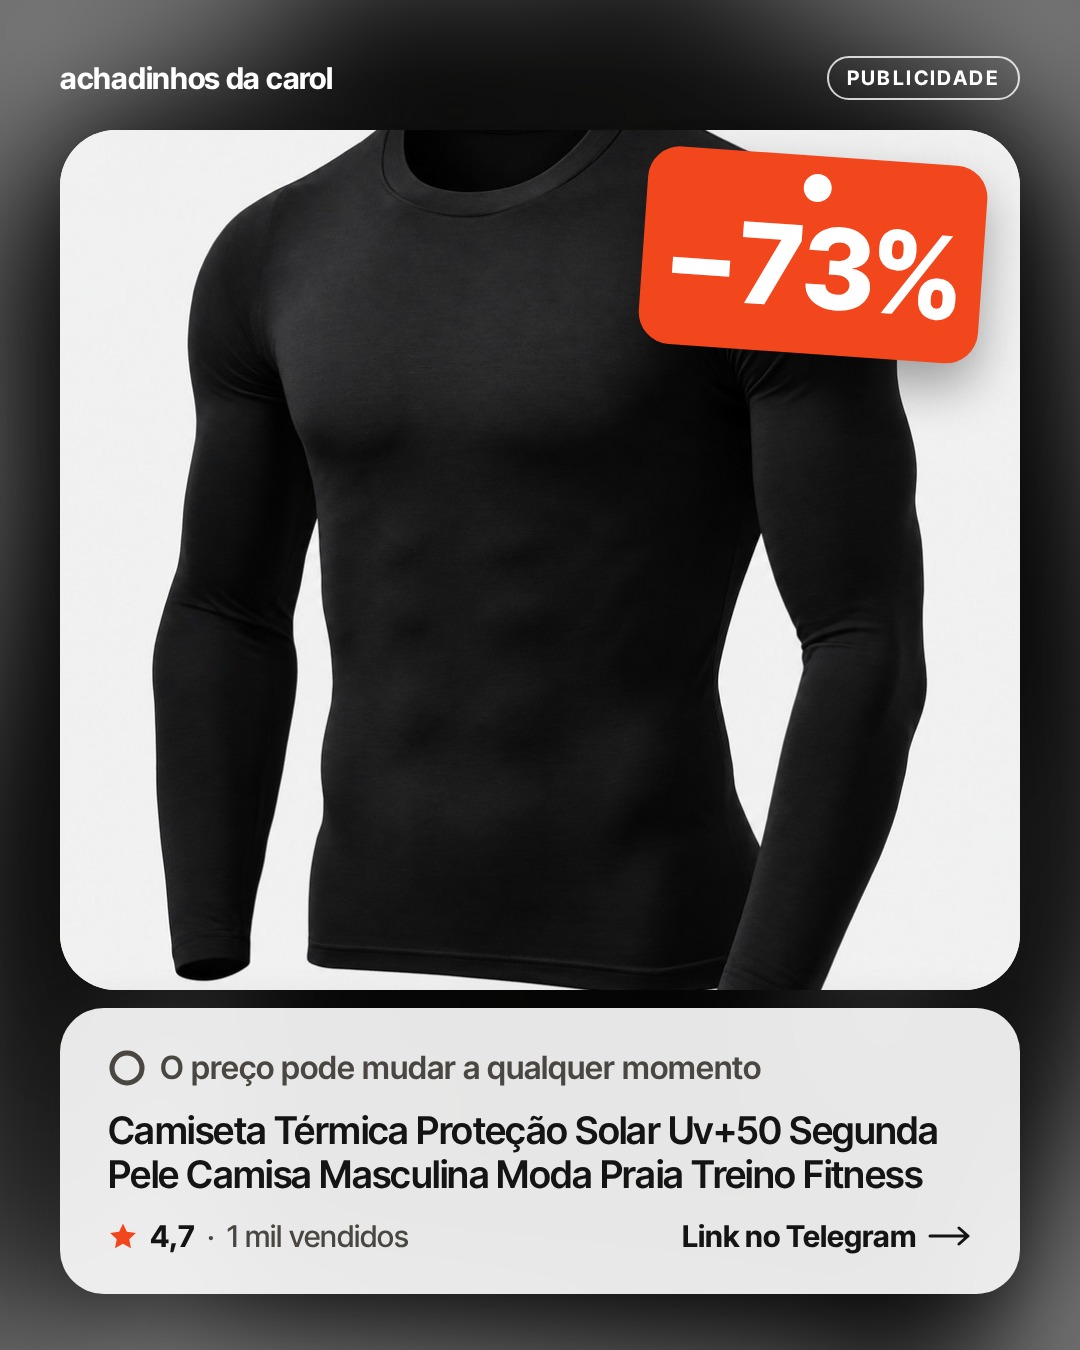 achadinhos da carol
PUBLICIDADE
−73%
O preço pode mudar a qualquer momento
Camiseta Térmica Proteção Solar Uv+50 Segunda
Pele Camisa Masculina Moda Praia Treino Fitness
4,7 · 1 mil vendidos
Link no Telegram →